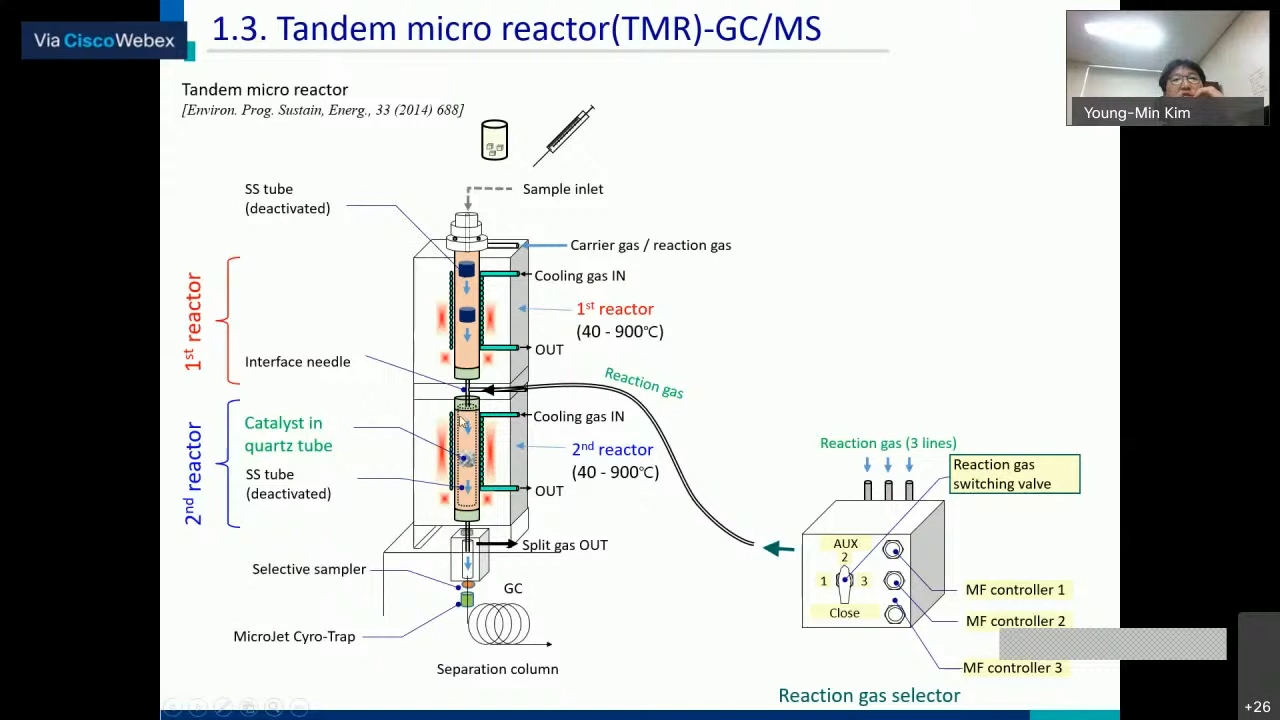 Via Cisco Webex
1.3. Tandem micro reactor(TMR)-GC/MS
Young-Min Kim
Tandem micro reactor
[Environ. Prog. Sustain, Energ., 33 (2014) 688]
SS tube
(deactivated)
Sample inlet
Carrier gas / reaction gas
Cooling gas IN
1st reactor
1st reactor
(40 - 900℃)
OUT
Interface needle
Reaction gas
Cooling gas IN
Catalyst in
quartz tube
2nd reactor
2nd reactor
(40 - 900℃)
SS tube
(deactivated)
OUT
Reaction gas (3 lines)
Reaction gas
switching valve
Split gas OUT
AUX
2
1
3
Close
Selective sampler
GC
MF controller 1
MF controller 2
MicroJet Cyro-Trap
MF controller 3
Separation column
Reaction gas selector
+26